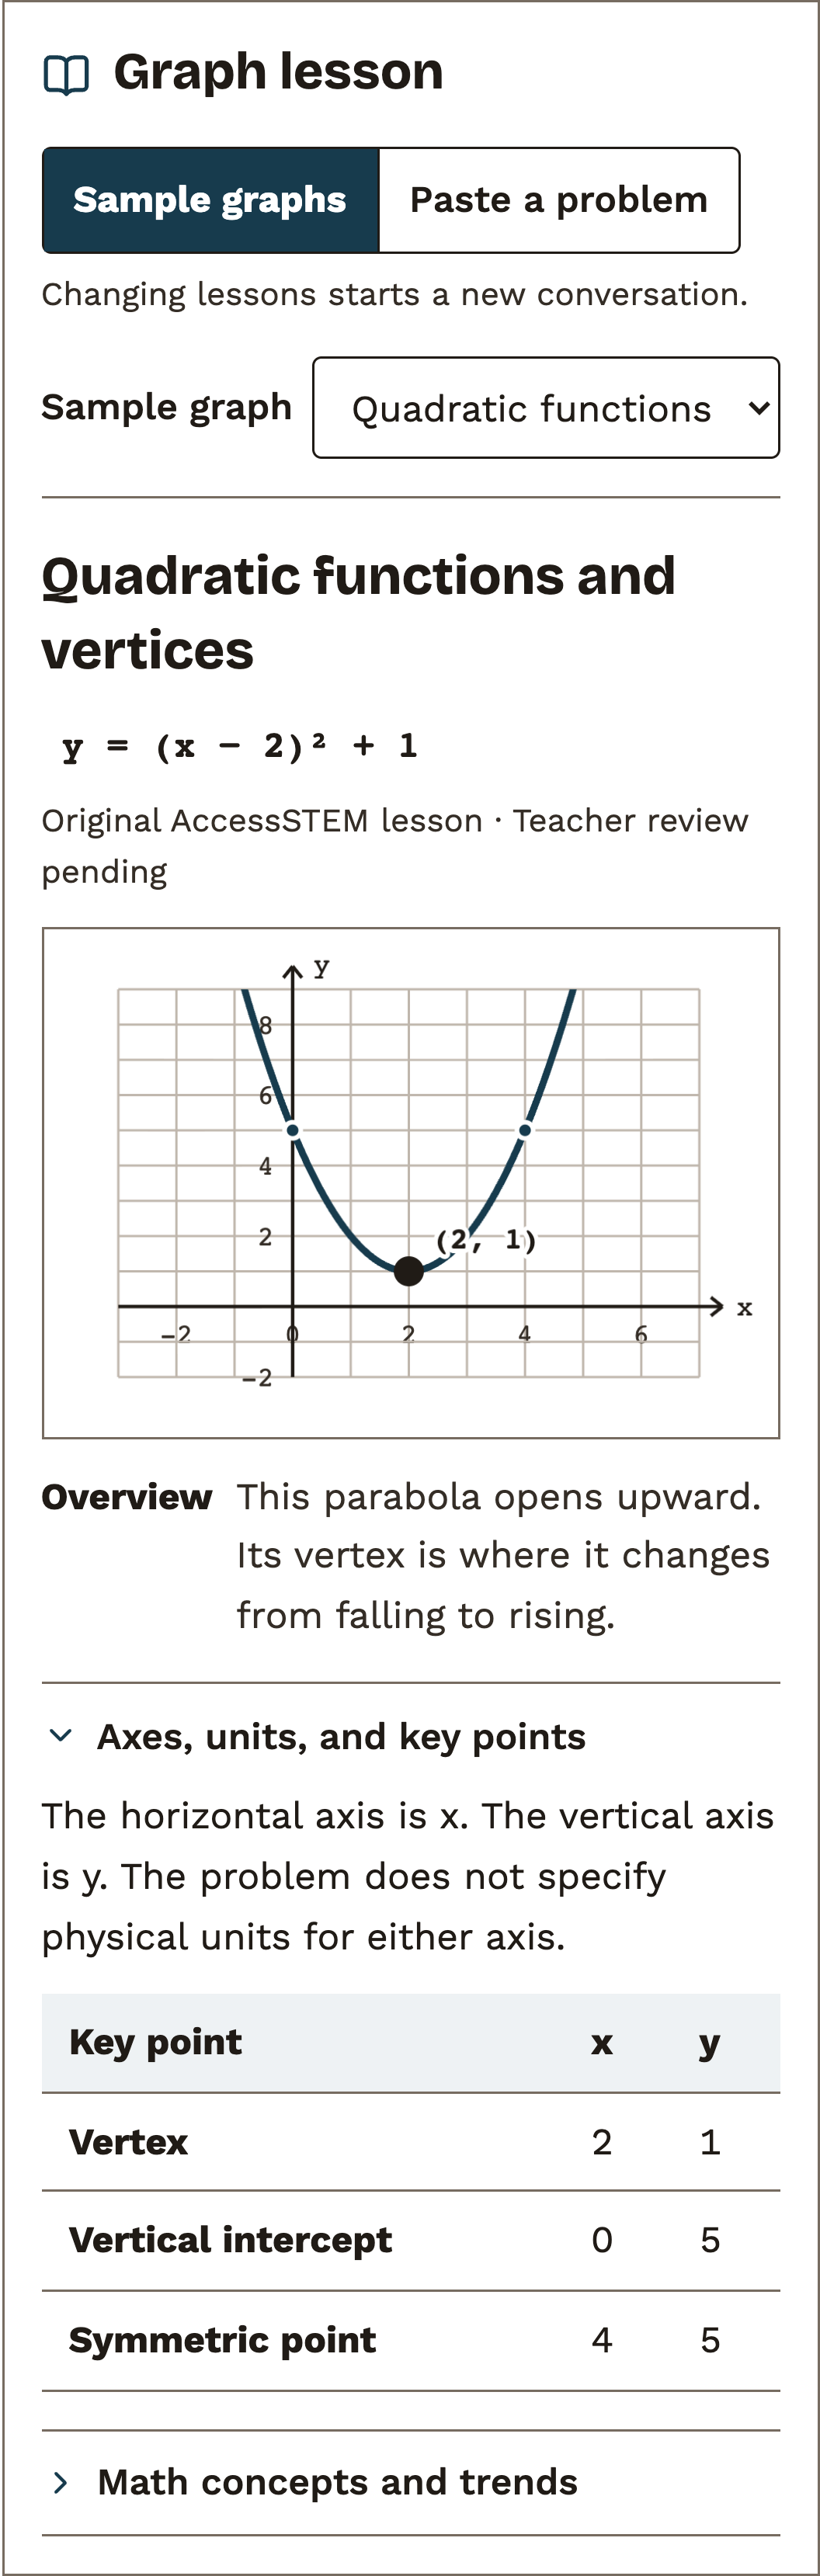 Graph lesson
Sample graphs Paste a problem
Changing lessons starts a new conversation.
Sample graph Quadratic functions
Quadratic functions and
vertices
y = (x − 2)² + 1
Original AccessSTEM lesson · Teacher review
pending
y
8
6
4
2
(2, 1)
x
−2 0 2 4 6
−2
Overview This parabola opens upward.
Its vertex is where it changes
from falling to rising.
Axes, units, and key points
The horizontal axis is x. The vertical axis
is y. The problem does not specify
physical units for either axis.
Key point x y
Vertex 2 1
Vertical intercept 0 5
Symmetric point 4 5
Math concepts and trends